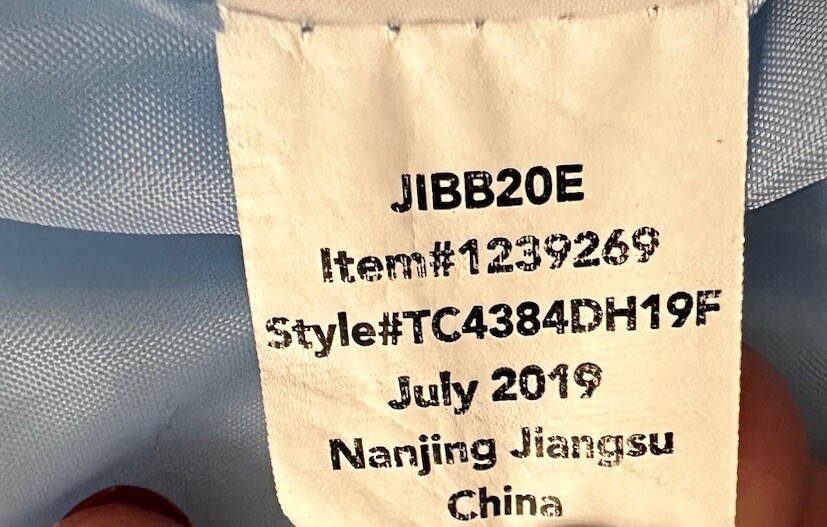 JIBB20E
Item#1239269
Style#TC4384DH19F
July 2019
Nanjing Jiangsu
China